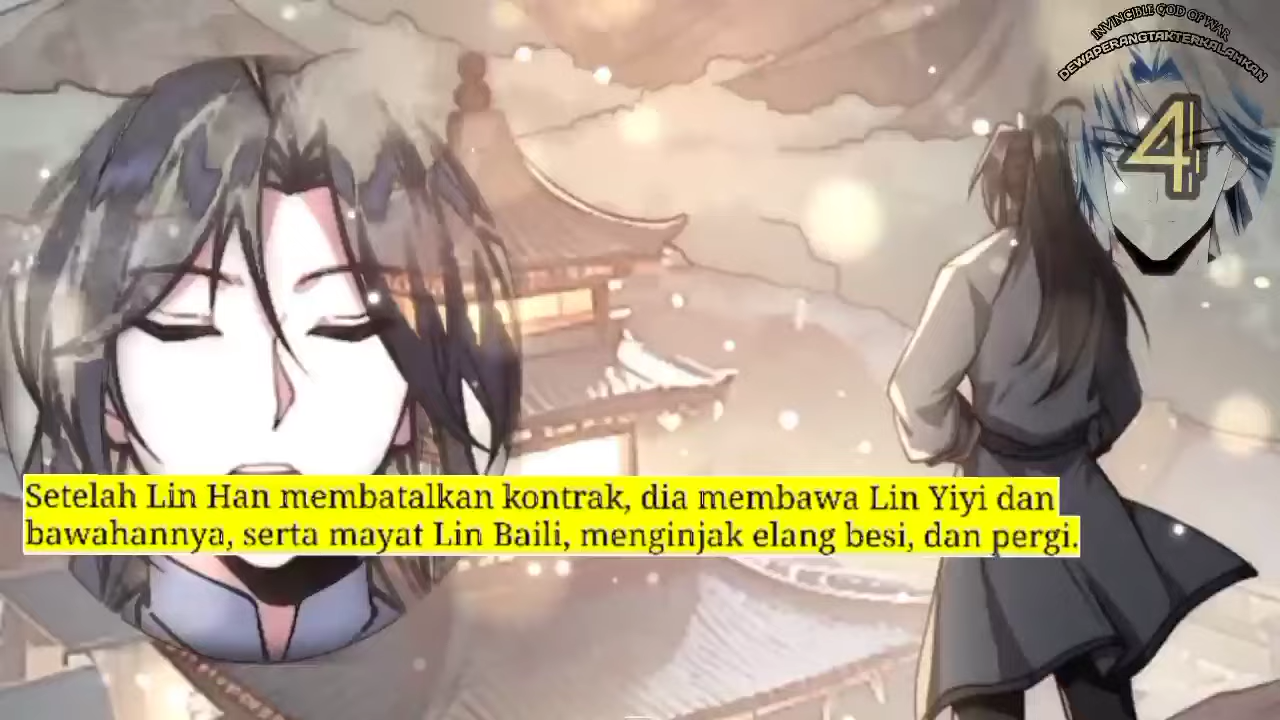 INVINCIBLE GOD OF WAR
DEWAPERANGTAKTERKALAHKAN
4
Setelah Lin Han membatalkan kontrak, dia membawa Lin Yiyi dan
bawahannya, serta mayat Lin Baili, menginjak elang besi, dan pergi.